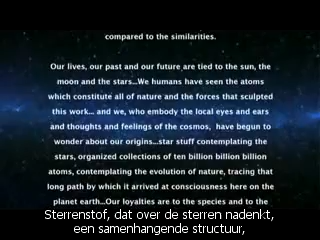 compared to the similarities.
Our lives, our past and our future are tied to the sun, the
moon and the stars...We humans have seen the atoms
which constitute all of nature and the forces that sculpted
this work... and we, who embody the local eyes and ears
and thoughts and feelings of the cosmos,  have begun to
wonder about our origins...star stuff contemplating the
stars, organized collections of ten billion billion billion
atoms, contemplating the evolution of nature, tracing that
long path by which it arrived at consciousness here on the
planet earth...Our loyalties are to the species and to the
Sterrenstof, dat over de sterren nadenkt,
een samenhangende structuur,